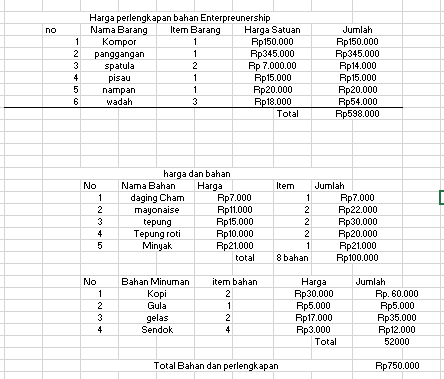 Harga perlengkapan bahan Enterpreunership
no Nama Barang Item Barang Harga Satuan Jumlah
1 Kompor 1 Rp150.000 Rp150.000
2 panggangan 1 Rp345.000 Rp345.000
3 spatula 2 Rp 7.000.00 Rp14.000
4 pisau 1 Rp15.000 Rp15.000
5 nampan 1 Rp20.000 Rp20.000
6 wadah 3 Rp18.000 Rp54.000
Total Rp598.000
harga dan bahan
No Nama Bahan Harga Item Jumlah
1 daging Cham Rp7.000 1 Rp7.000
2 mayonaise Rp11.000 2 Rp22.000
3 tepung Rp15.000 2 Rp30.000
4 Tepung roti Rp10.000 2 Rp20.000
5 Minyak Rp21.000 1 Rp21.000
total 8 bahan Rp100.000
No Bahan Minuman item bahan Harga Jumlah
1 Kopi 2 Rp30.000 Rp. 60.000
2 Gula 1 Rp5.000 Rp5.000
3 gelas 2 Rp17.000 Rp35.000
4 Sendok 4 Rp3.000 Rp12.000
Total 52000
Total Bahan dan perlengkapan Rp750.000